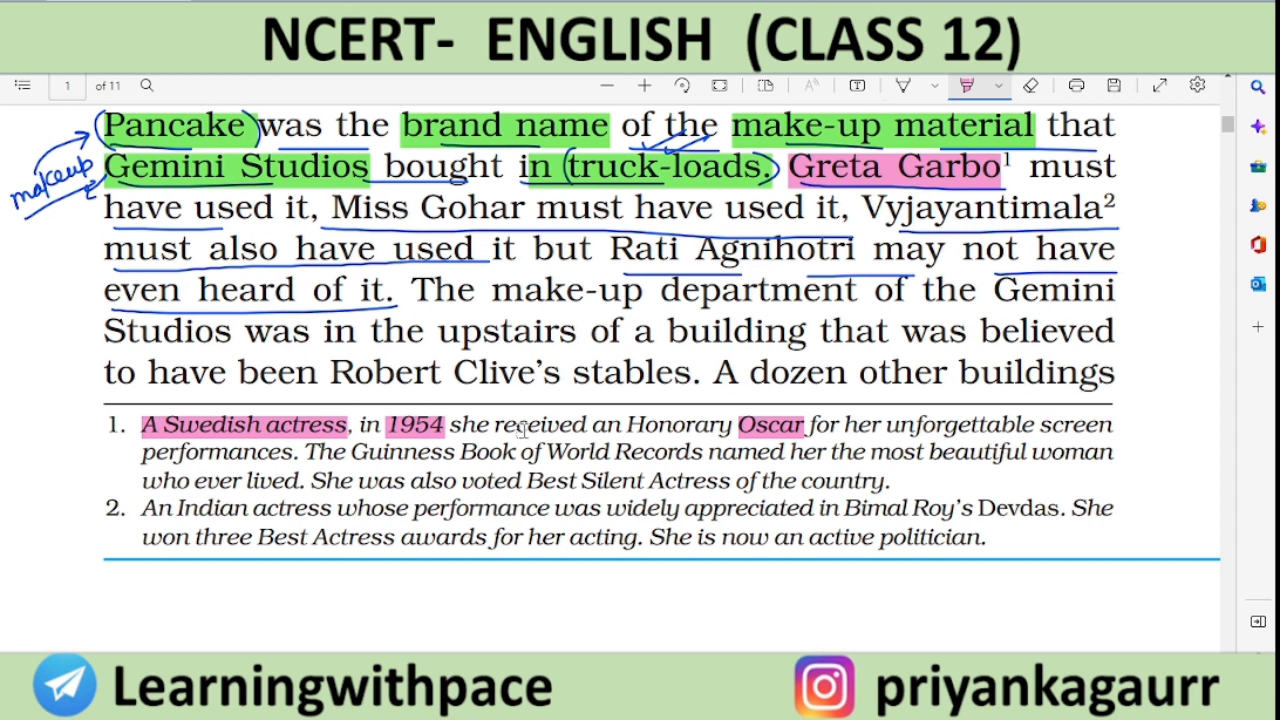 NCERT- ENGLISH (CLASS 12)
1 of 11
Pancake was the brand name of the make-up material that
makeup
Gemini Studios bought in truck-loads. Greta Garbo¹ must
have used it, Miss Gohar must have used it, Vyjayantimala²
must also have used it but Rati Agnihotri may not have
even heard of it. The make-up department of the Gemini
Studios was in the upstairs of a building that was believed
to have been Robert Clive's stables. A dozen other buildings
1. A Swedish actress, in 1954 she received an Honorary Oscar for her unforgettable screen
performances. The Guinness Book of World Records named her the most beautiful woman
who ever lived. She was also voted Best Silent Actress of the country.
2. An Indian actress whose performance was widely appreciated in Bimal Roy's Devdas. She
won three Best Actress awards for her acting. She is now an active politician.
Learningwithpace
priyankagaurr